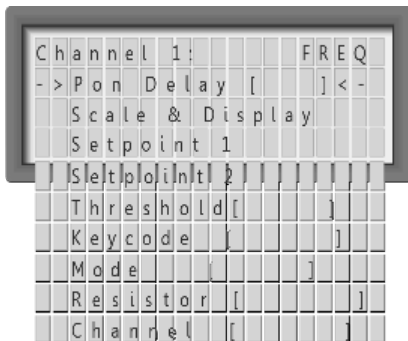 Channel 1: FREQ
->Pon Delay [ ]<-
Scale & Display
Setpoint 1
Setpoint 2
Threshold[ ]
Keycode [ ]
Mode [ ]
Resistor [ ]
Channel [ ]